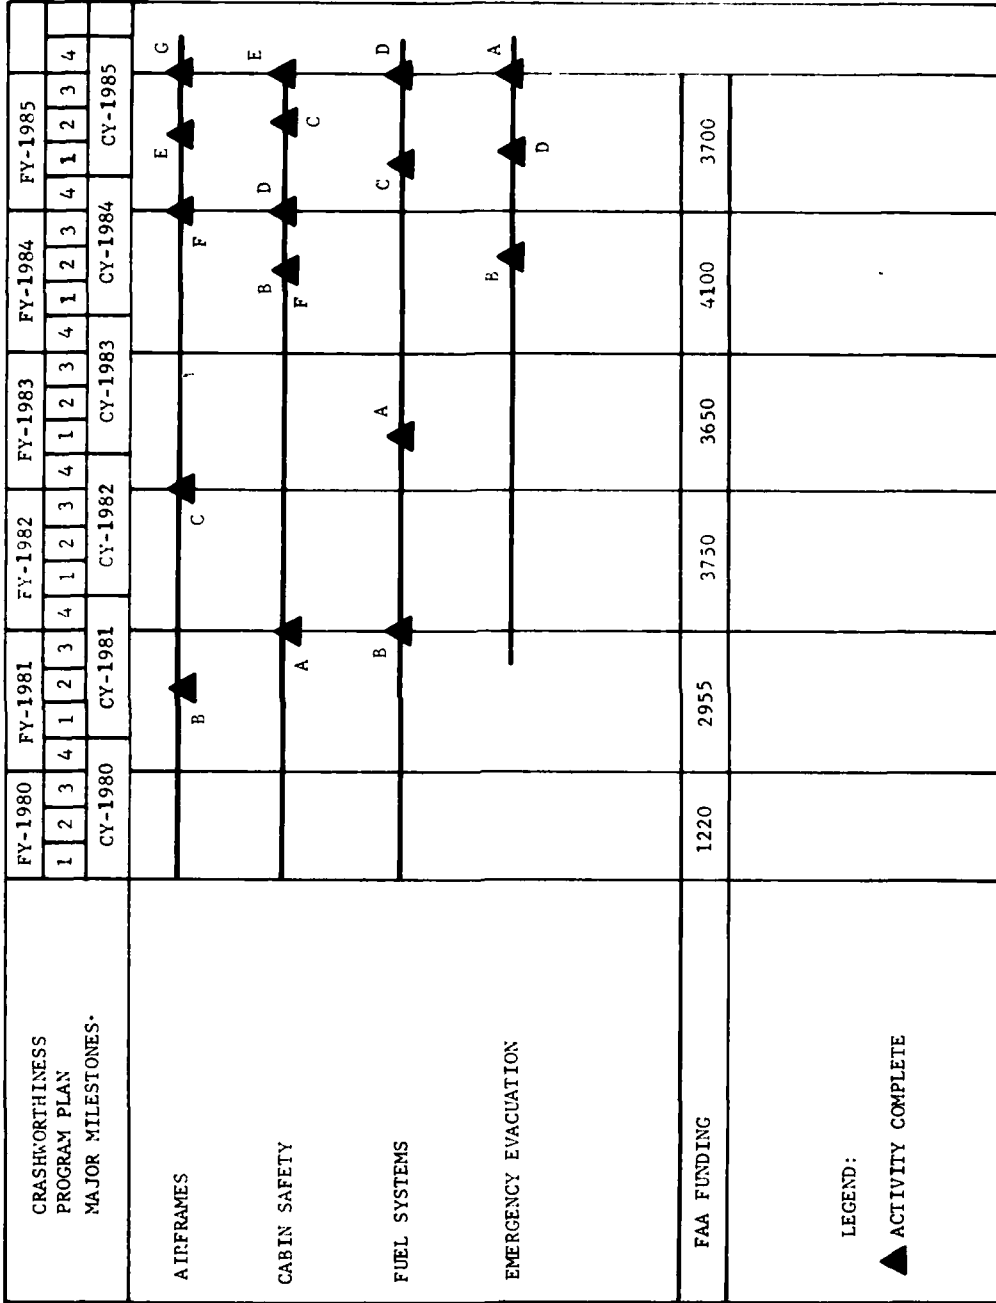 CRASHWORTHINESS
PROGRAM PLAN
MAJOR MILESTONES·
FY-1980 FY-1981 FY-1982 FY-1983 FY-1984 FY-1985
1 2 3 4 1 2 3 4 1 2 3 4 1 2 3 4 1 2 3 4 1 2 3 4
CY-1980 CY-1981 CY-1982 CY-1983 CY-1984 CY-1985
AIRFRAMES
B C F E G
CABIN SAFETY
A B F D C E
FUEL SYSTEMS
B A C D
EMERGENCY EVACUATION
B D A
FAA FUNDING 1220 2955 3750 3650 4100 3700
LEGEND:
ACTIVITY COMPLETE